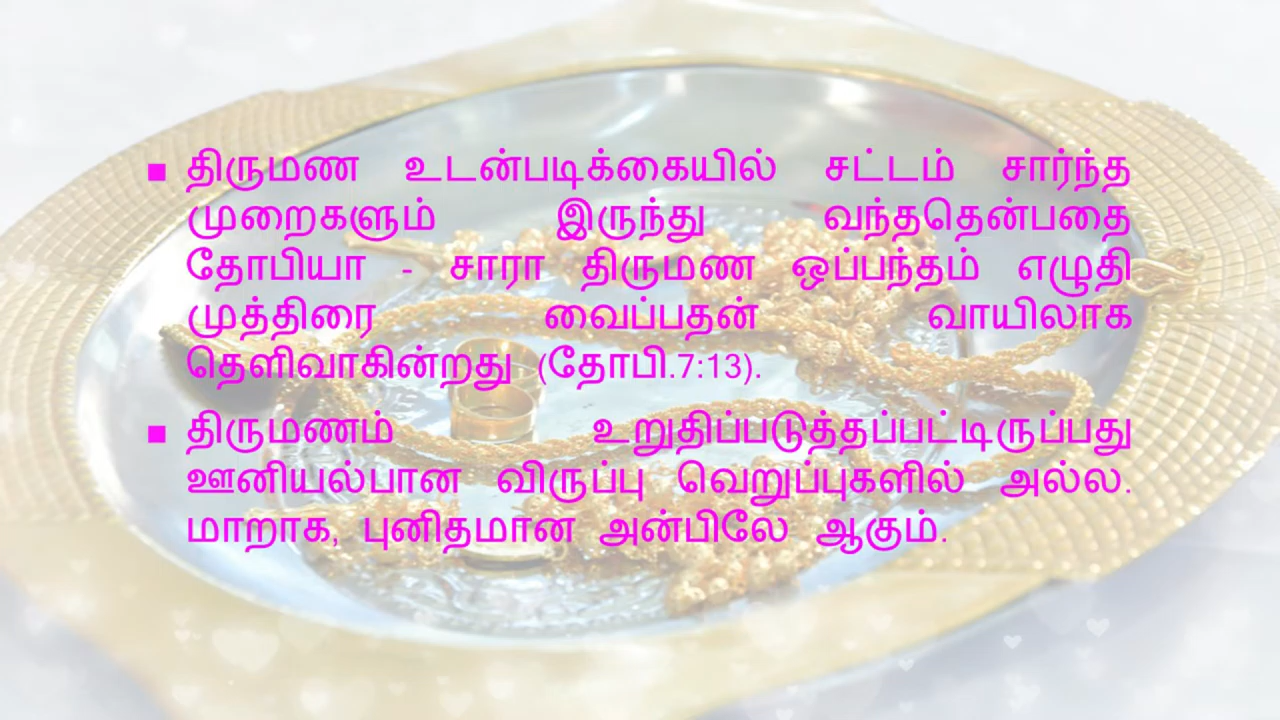 ▪ திருமண உடன்படிக்கையில் சட்டம் சார்ந்த
முறைகளும் இருந்து வந்ததென்பதை
தோபியா - சாரா திருமண ஒப்பந்தம் எழுதி
முத்திரை வைப்பதன் வாயிலாக
தெளிவாகின்றது (தோபி.7:13).
▪ திருமணம் உறுதிப்படுத்தப்பட்டிருப்பது
ஊனியல்பான விருப்பு வெறுப்புகளில் அல்ல.
மாறாக, புனிதமான அன்பிலே ஆகும்.